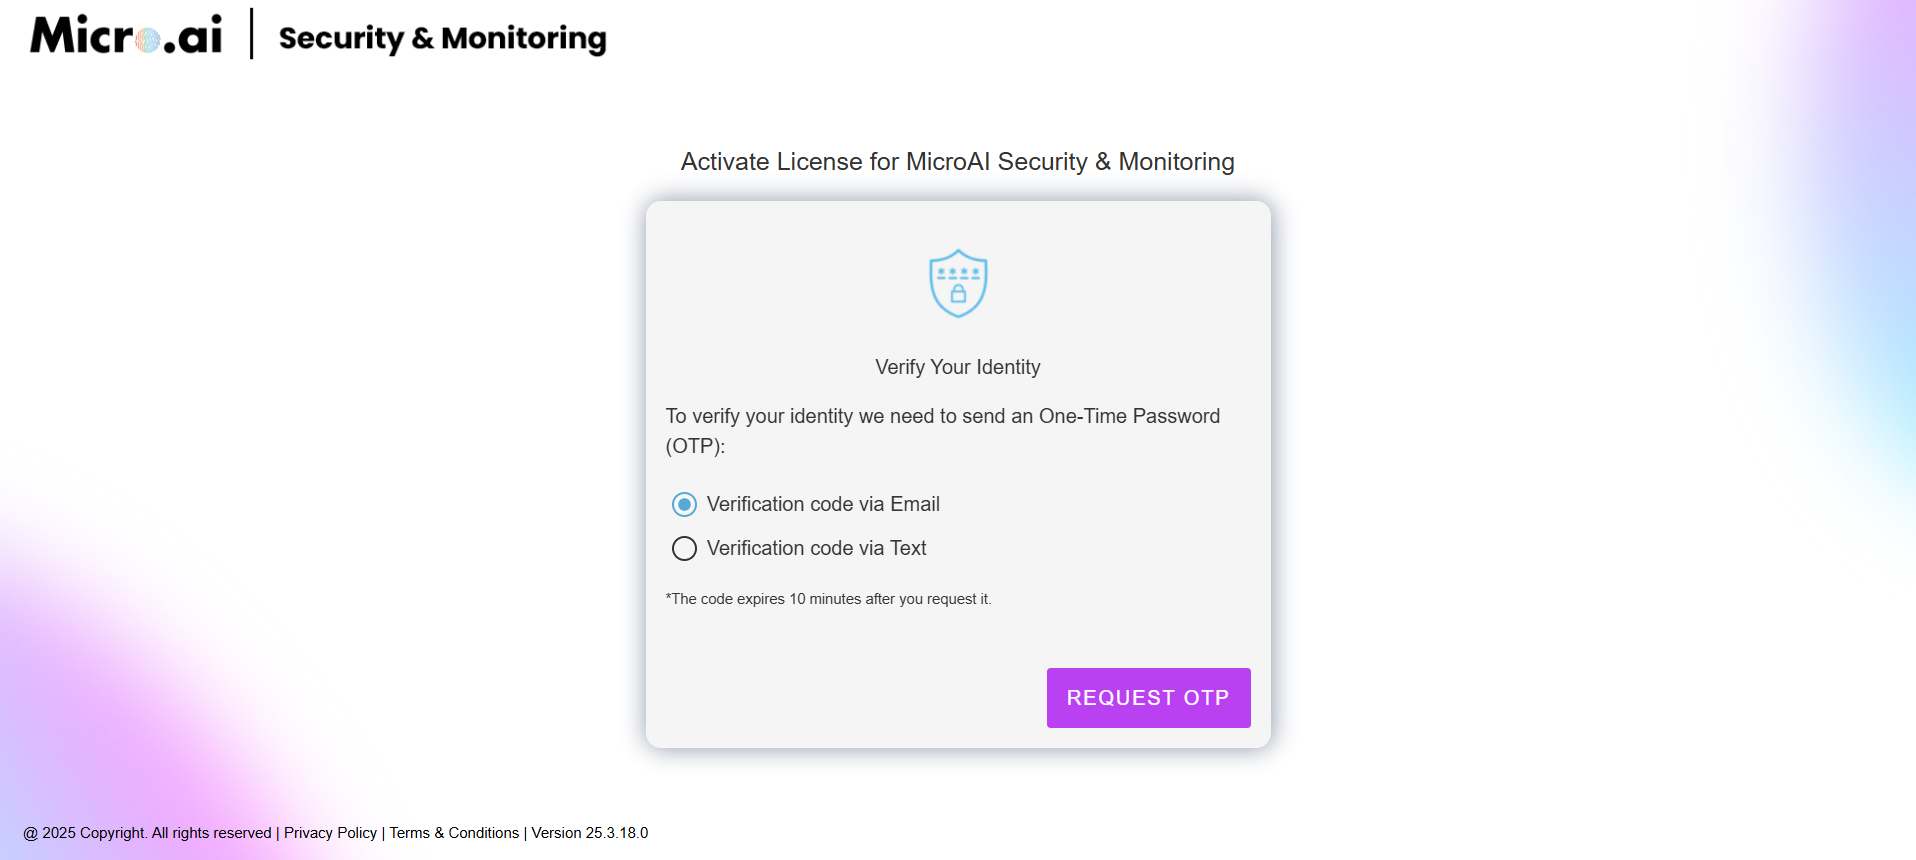 Micro.ai
Security & Monitoring
Activate License for MicroAI Security & Monitoring
****
Verify Your Identity
To verify your identity we need to send an One-Time Password
(OTP):
Verification code via Email
Verification code via Text
*The code expires 10 minutes after you request it.
REQUEST OTP
@ 2025 Copyright. All rights reserved | Privacy Policy | Terms & Conditions | Version 25.3.18.0